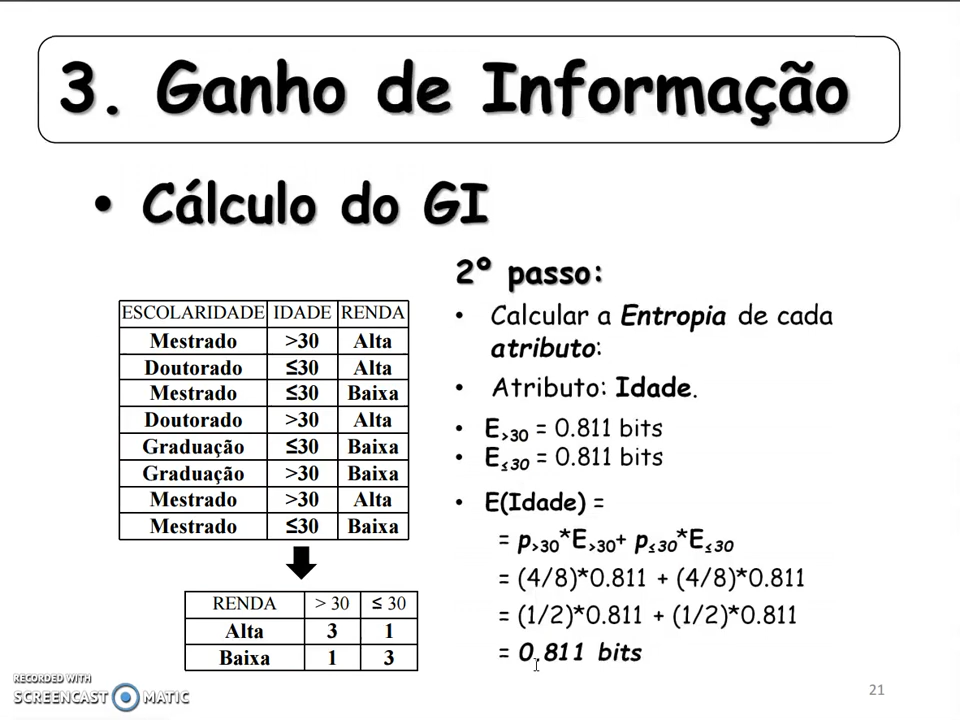 3. Ganho de Informação
• Cálculo do GI
2º passo:
• Calcular a Entropia de cada
atributo:
• Atributo: Idade.
• E>30 = 0.811 bits
• E≤30 = 0.811 bits
• E(Idade) =
= p>30*E>30+ p≤30*E≤30
= (4/8)*0.811 + (4/8)*0.811
= (1/2)*0.811 + (1/2)*0.811
= 0.811 bits
ESCOLARIDADE IDADE RENDA
Mestrado >30 Alta
Doutorado ≤30 Alta
Mestrado ≤30 Baixa
Doutorado >30 Alta
Graduação ≤30 Baixa
Graduação >30 Baixa
Mestrado >30 Alta
Mestrado ≤30 Baixa
RENDA > 30 ≤ 30
Alta 3 1
Baixa 1 3
RECORDED WITH
SCREENCAST MATIC
21